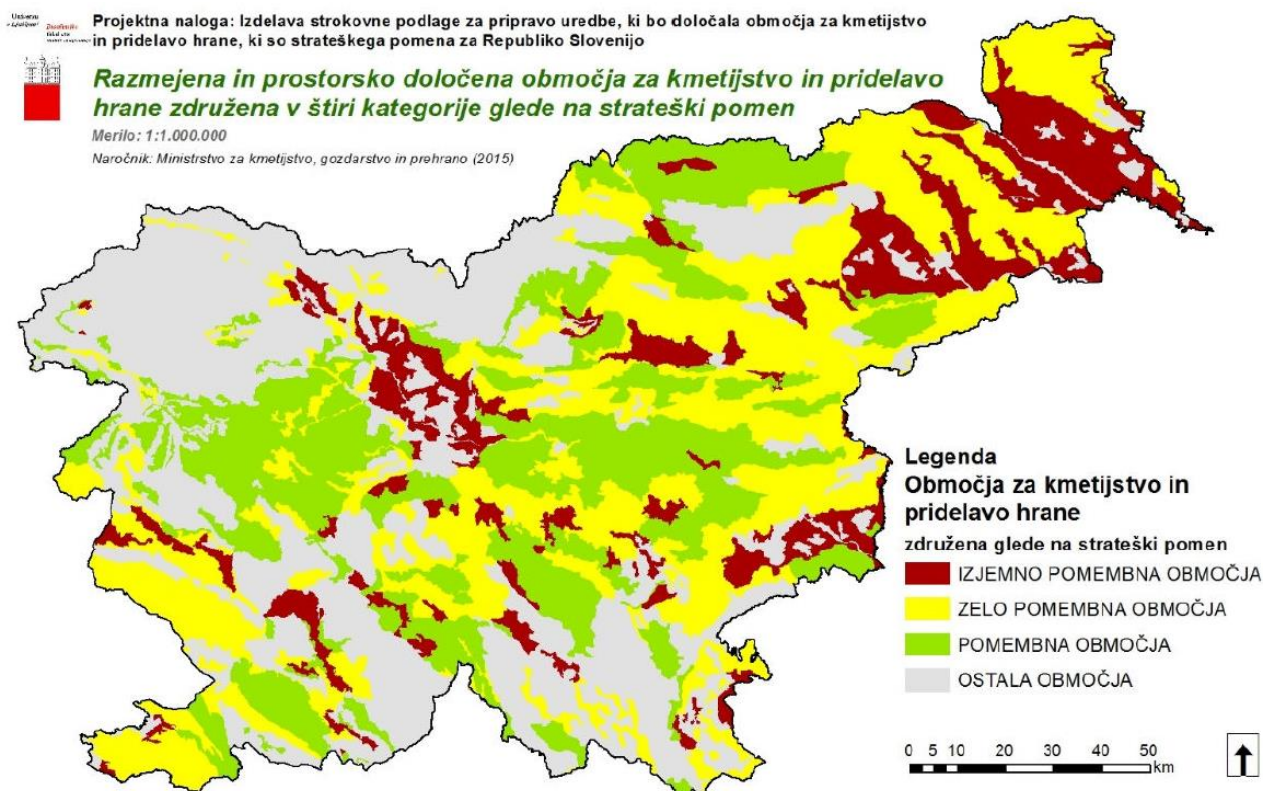 Projektna naloga: Izdelava strokovne podlage za pripravo uredbe, ki bo določala območja za kmetijstvo
in pridelavo hrane, ki so strateškega pomena za Republiko Slovenijo
Razmejena in prostorsko določena območja za kmetijstvo in pridelavo
hrane združena v štiri kategorije glede na strateški pomen
Merilo: 1:1.000.000
Naročnik: Ministrstvo za kmetijstvo, gozdarstvo in prehrano (2015)
Legenda
Območja za kmetijstvo in
pridelavo hrane
združena glede na strateški pomen
IZJEMNO POMEMBNA OBMOČJA
ZELO POMEMBNA OBMOČJA
POMEMBNA OBMOČJA
OSTALA OBMOČJA
0 5 10 20 30 40 50
km